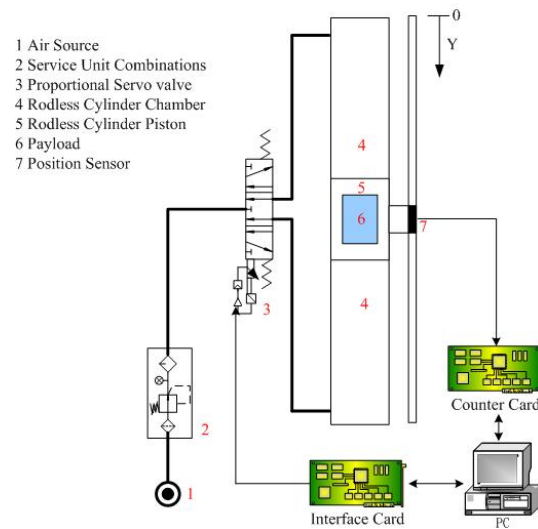 1 Air Source
2 Service Unit Combinations
3 Proportional Servo valve
4 Rodless Cylinder Chamber
5 Rodless Cylinder Piston
6 Payload
7 Position Sensor
0
Y
4
5
6
7
3
4
2
1
Counter Card
Interface Card
PC